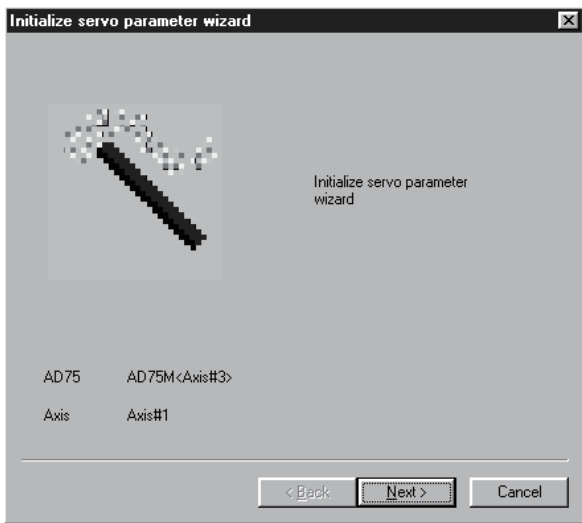 Initialize servo parameter wizard
Initialize servo parameter
wizard
AD75 AD75M<Axis#3>
Axis Axis#1
< Back Next > Cancel